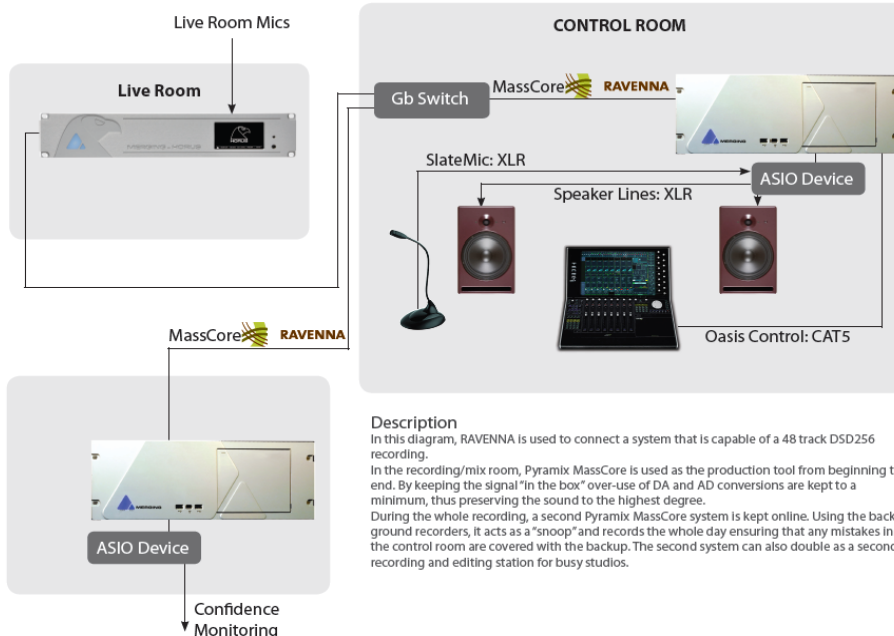 Live Room Mics
CONTROL ROOM
Live Room
Gb Switch
MassCore RAVENNA
MERGING HORUS
HORUS
MERGING
SlateMic: XLR
ASIO Device
Speaker Lines: XLR
Oasis Control: CAT5
MassCore RAVENNA
MERGING
ASIO Device
Confidence
Monitoring
Description
In this diagram, RAVENNA is used to connect a system that is capable of a 48 track DSD256
recording.
In the recording/mix room, Pyramix MassCore is used as the production tool from beginning t
end. By keeping the signal "in the box" over-use of DA and AD conversions are kept to a
minimum, thus preserving the sound to the highest degree.
During the whole recording, a second Pyramix MassCore system is kept online. Using the back
ground recorders, it acts as a "snoop" and records the whole day ensuring that any mistakes in
the control room are covered with the backup. The second system can also double as a second
recording and editing station for busy studios.